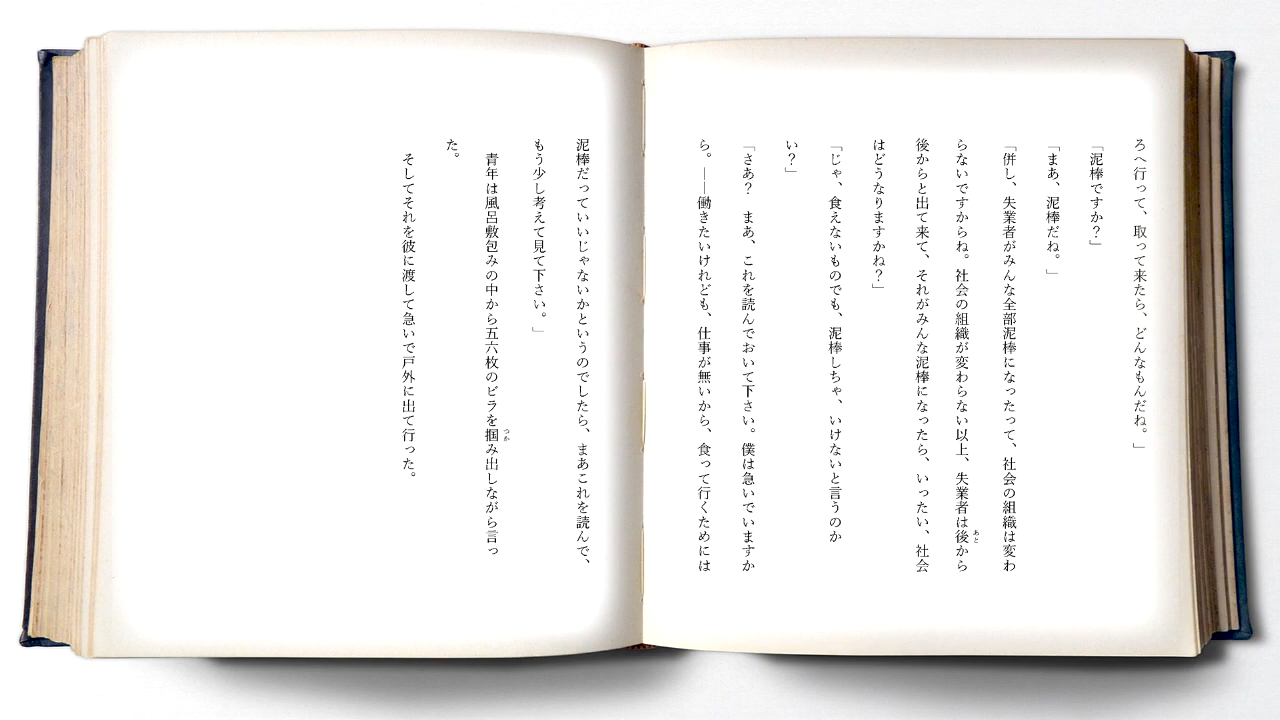 ろへ行って、取って来たら、どんなもんだね。」
「泥棒ですか？」
「まあ、泥棒だね。」
「併し、失業者がみんな全部泥棒になったって、社会の組織は変わ
らないですからね。社会の組織が変わらない以上、失業者は後から
後からと出て来て、それがみんな泥棒になったら、いったい、社会
はどうなりますかね？」
「じゃ、食えないものでも、泥棒しちゃ、いけないと言うのか
い？」
「さあ？　まあ、これを読んでおいて下さい。僕は急いでいますか
ら。——働きたいけれども、仕事が無いから、食って行くためには
泥棒だっていいじゃないかというのでしたら、まあこれを読んで、
もう少し考えて見て下さい。」
　青年は風呂敷包みの中から五六枚のビラを掴み出しながら言っ
た。
　そしてそれを彼に渡して急いで戸外に出て行った。